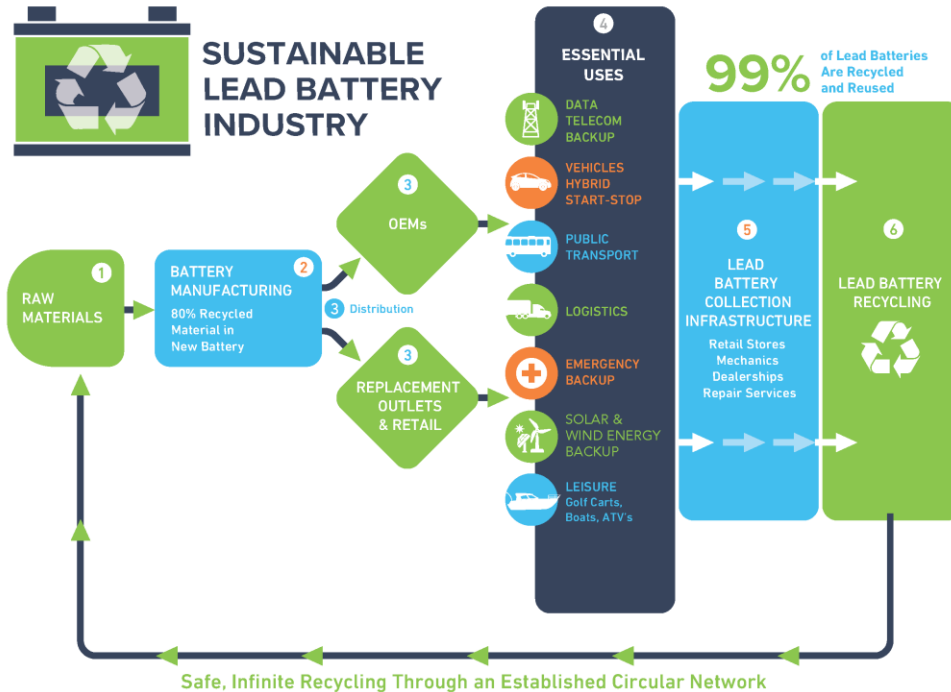 SUSTAINABLE
LEAD BATTERY
INDUSTRY
1
RAW
MATERIALS
2
BATTERY
MANUFACTURING
80% Recycled
Material in
New Battery
3 Distribution
3
OEMs
3
REPLACEMENT
OUTLETS
& RETAIL
4
ESSENTIAL
USES
DATA
TELECOM
BACKUP
VEHICLES
HYBRID
START-STOP
PUBLIC
TRANSPORT
LOGISTICS
EMERGENCY
BACKUP
SOLAR &
WIND ENERGY
BACKUP
LEISURE
Golf Carts,
Boats, ATV's
99%
of Lead Batteries
Are Recycled
and Reused
5
LEAD
BATTERY
COLLECTION
INFRASTRUCTURE
Retail Stores
Mechanics
Dealerships
Repair Services
6
LEAD BATTERY
RECYCLING
Safe, Infinite Recycling Through an Established Circular Network